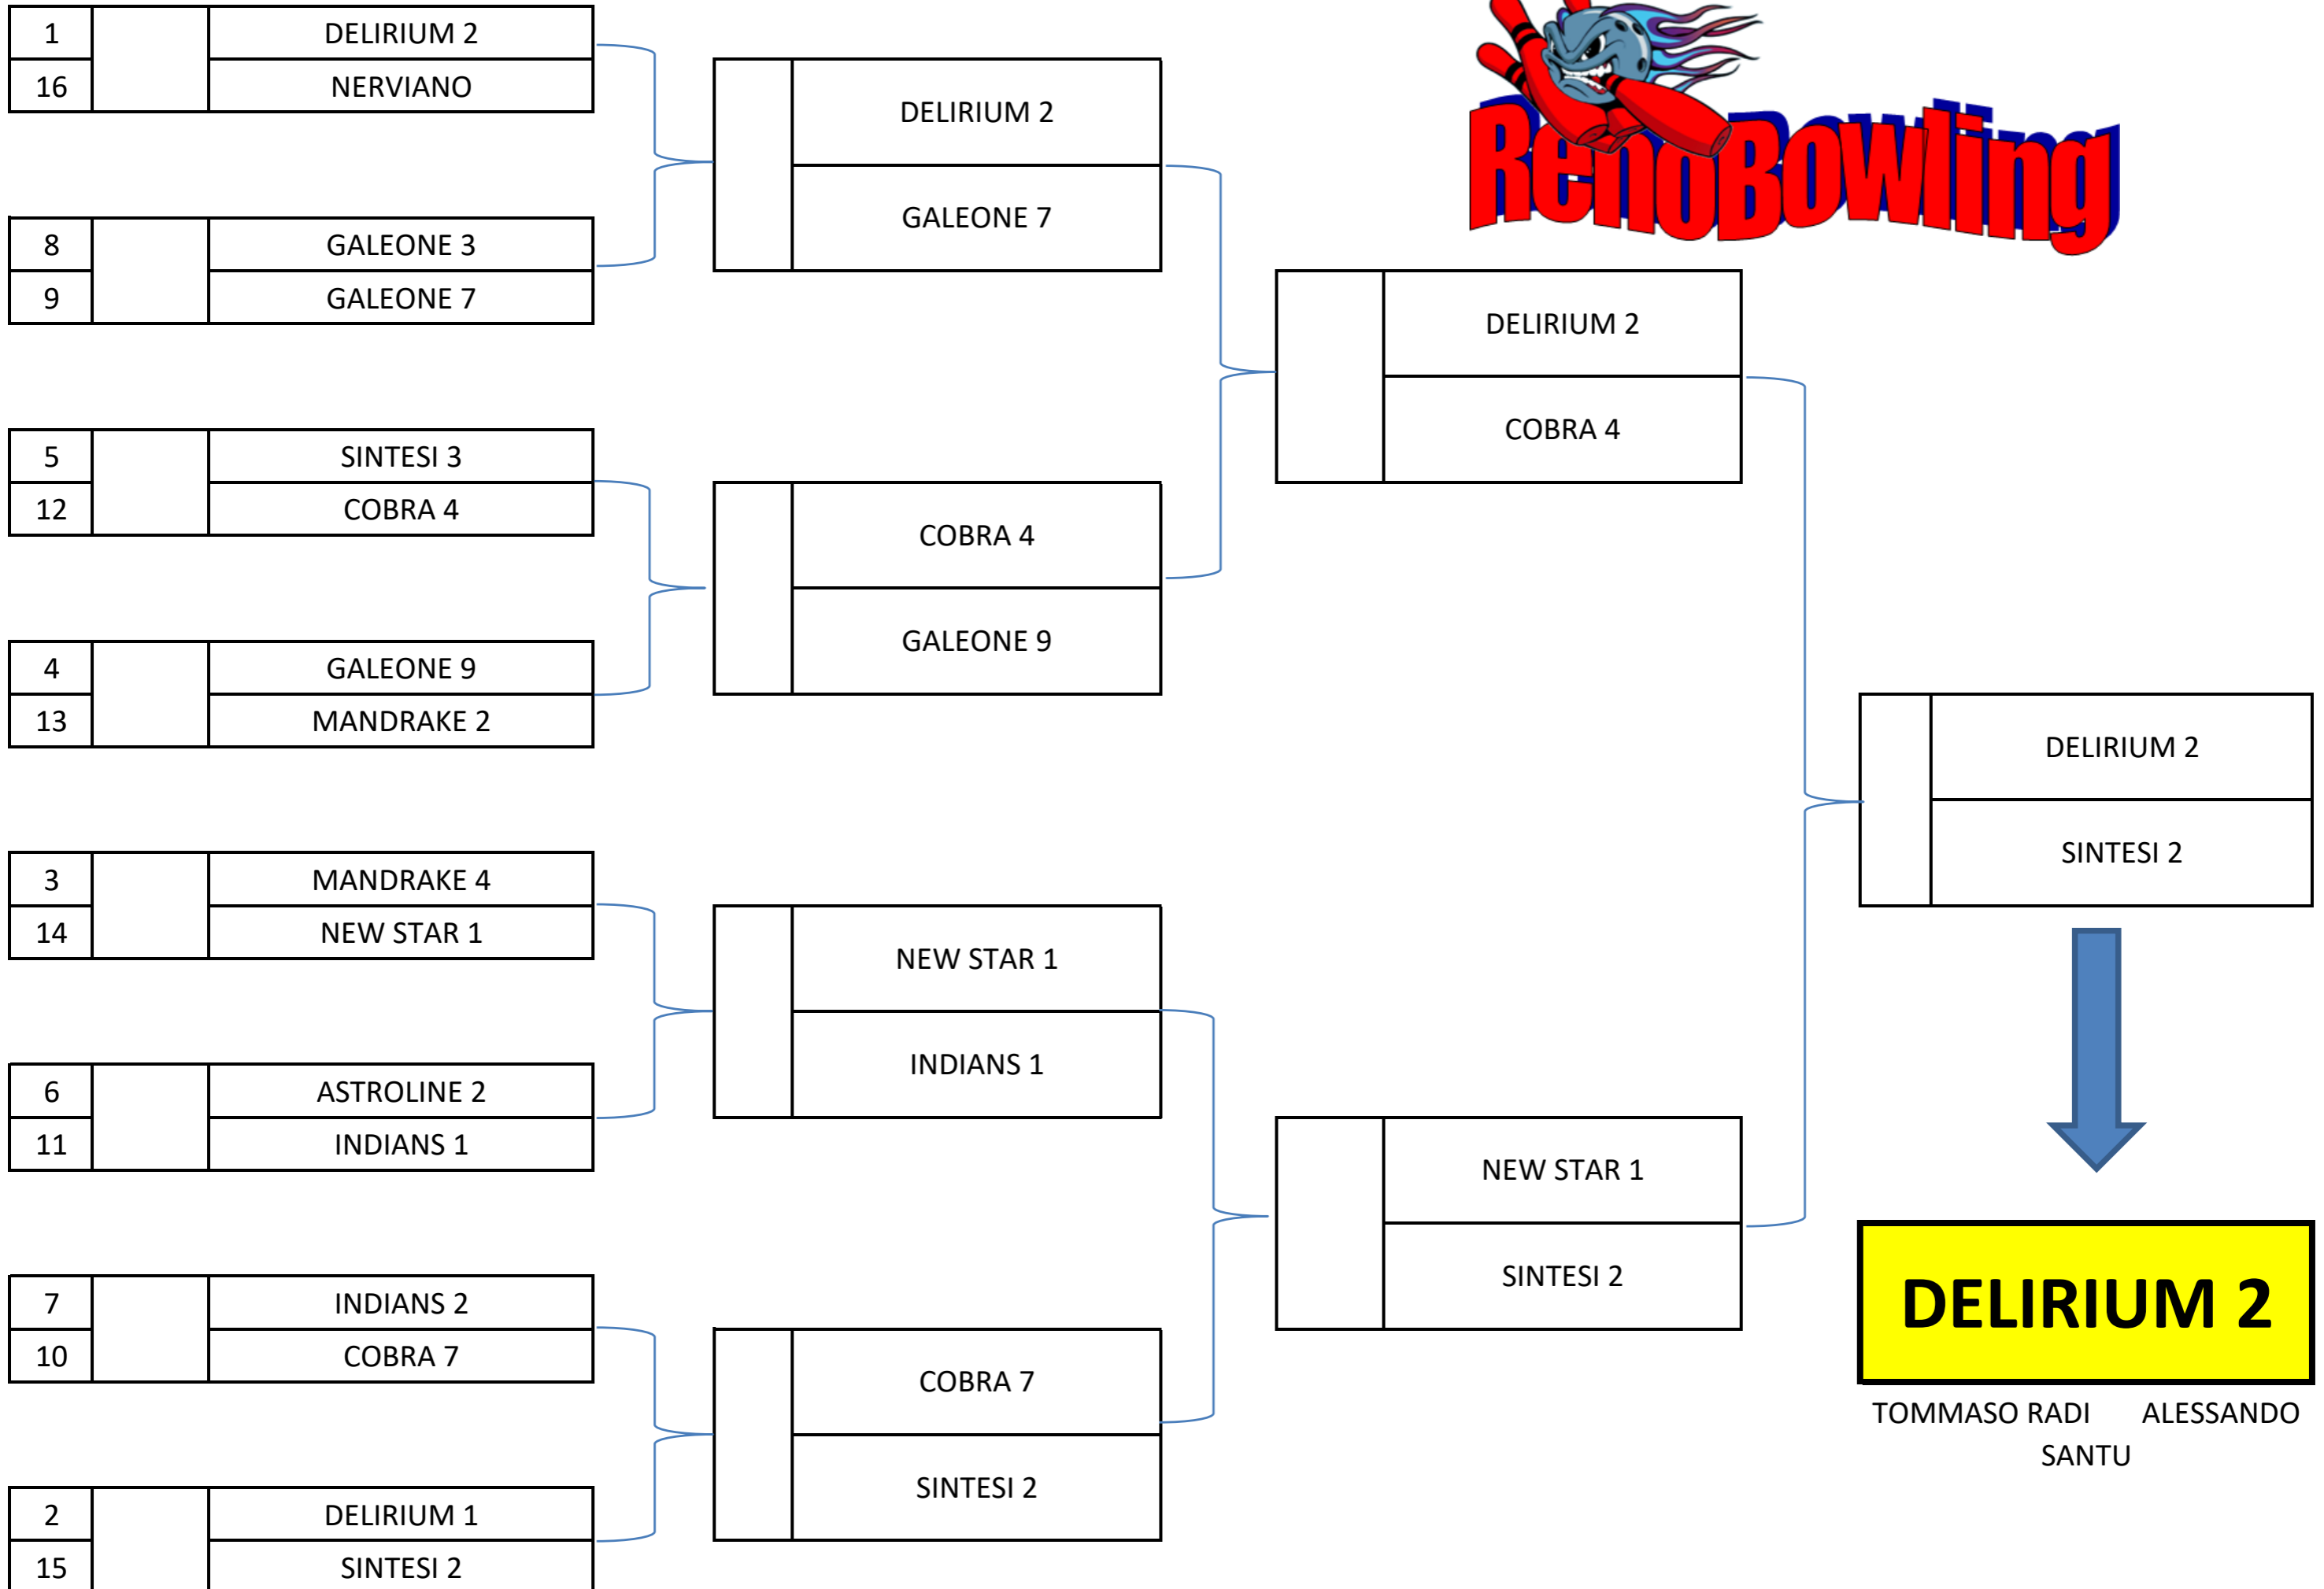 RenoBowling
1 DELIRIUM 2
16 NERVIANO
8 GALEONE 3
9 GALEONE 7
5 SINTESI 3
12 COBRA 4
4 GALEONE 9
13 MANDRAKE 2
3 MANDRAKE 4
14 NEW STAR 1
6 ASTROLINE 2
11 INDIANS 1
7 INDIANS 2
10 COBRA 7
2 DELIRIUM 1
15 SINTESI 2
DELIRIUM 2
GALEONE 7
COBRA 4
GALEONE 9
NEW STAR 1
INDIANS 1
COBRA 7
SINTESI 2
DELIRIUM 2
COBRA 4
NEW STAR 1
SINTESI 2
DELIRIUM 2
SINTESI 2
DELIRIUM 2
TOMMASO RADI ALESSANDO
SANTU